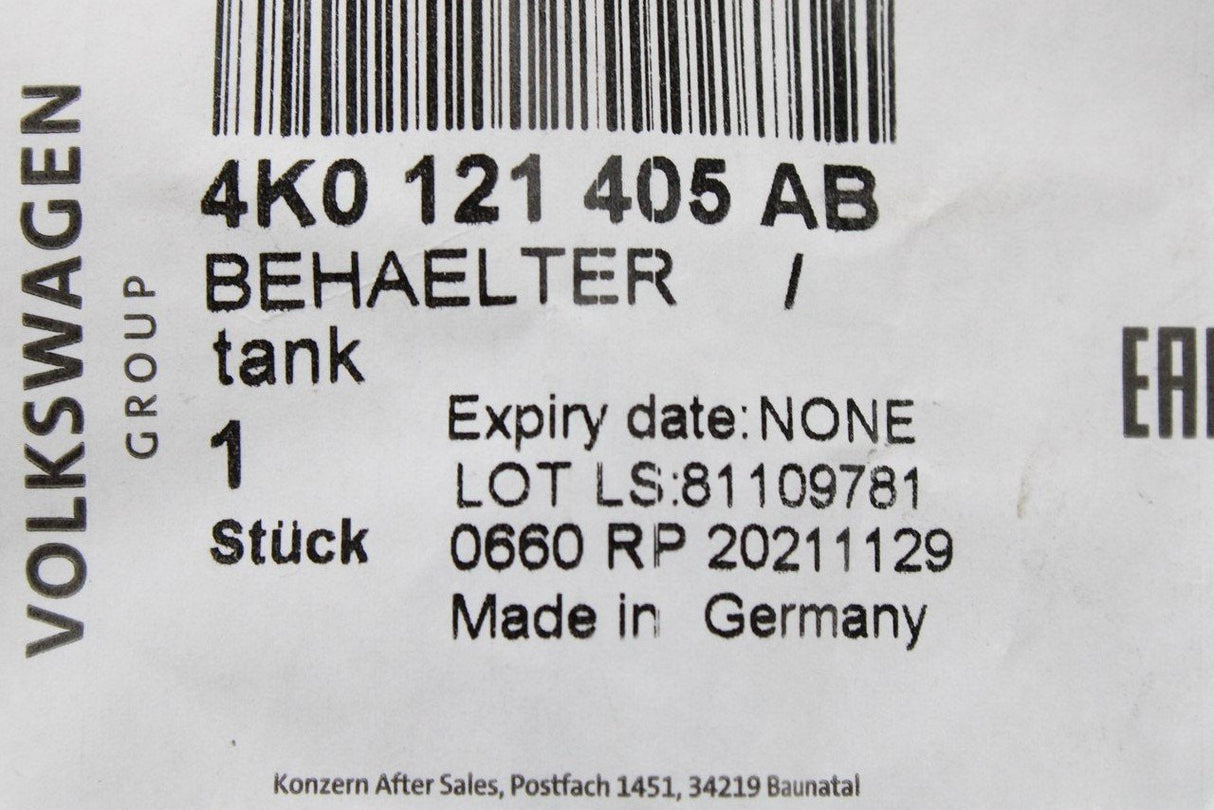 VOLKSWAGEN
GROUP
4K0 121 405 AB
BEHAELTER /
tank
1
Stück
Expiry date:NONE
LOT LS:81109781
0660 RP 20211129
Made in Germany
EAC
Konzern After Sales, Postfach 1451, 34219 Baunatal